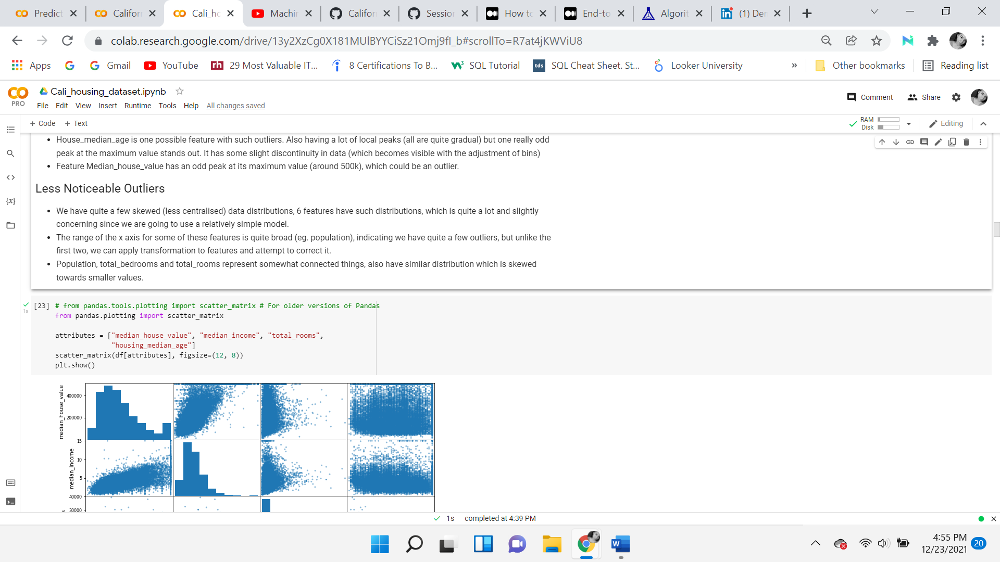 Predict
Califor
Cali_ho
Machin
Califor
Session
How to
End-to
Algorit
(1) Der
colab.research.google.com/drive/13y2XzCg0X181MUlBYYCiSz21Omj9fI_b#scrollTo=R7at4jKWViU8
Apps
Gmail
YouTube
29 Most Valuable IT...
8 Certifications To B...
SQL Tutorial
tds SQL Cheat Sheet. St...
Looker University
» Other bookmarks
Reading list
PRO
Cali_housing_dataset.ipynb
File Edit View Insert Runtime Tools Help All changes saved
Comment Share
+ Code + Text
RAM
Disk
Editing
• House_median_age is one possible feature with such outliers. Also having a lot of local peaks (all are quite gradual) but one really odd
peak at the maximum value stands out. It has some slight discontinuity in data (which becomes visible with the adjustment of bins)
• Feature Median_house_value has an odd peak at its maximum value (around 500k), which could be an outlier.
Less Noticeable Outliers
• We have quite a few skewed (less centralised) data distributions, 6 features have such distributions, which is quite a lot and slightly
concerning since we are going to use a relatively simple model.
• The range of the x axis for some of these features is quite broad (eg. population), indicating we have quite a few outliers, but unlike the
first two, we can apply transformation to features and attempt to correct it.
• Population, total_bedrooms and total_rooms represent somewhat connected things, also have similar distribution which is skewed
towards smaller values.
1s
[23] # from pandas.tools.plotting import scatter_matrix # For older versions of Pandas
from pandas.plotting import scatter_matrix
attributes = ["median_house_value", "median_income", "total_rooms",
"housing_median_age"]
scatter_matrix(df[attributes], figsize=(12, 8))
plt.show()
median_house_value
400000
200000
median_income
15
10
5
40000
30000
1s completed at 4:39 PM
4:55 PM
12/23/2021
20